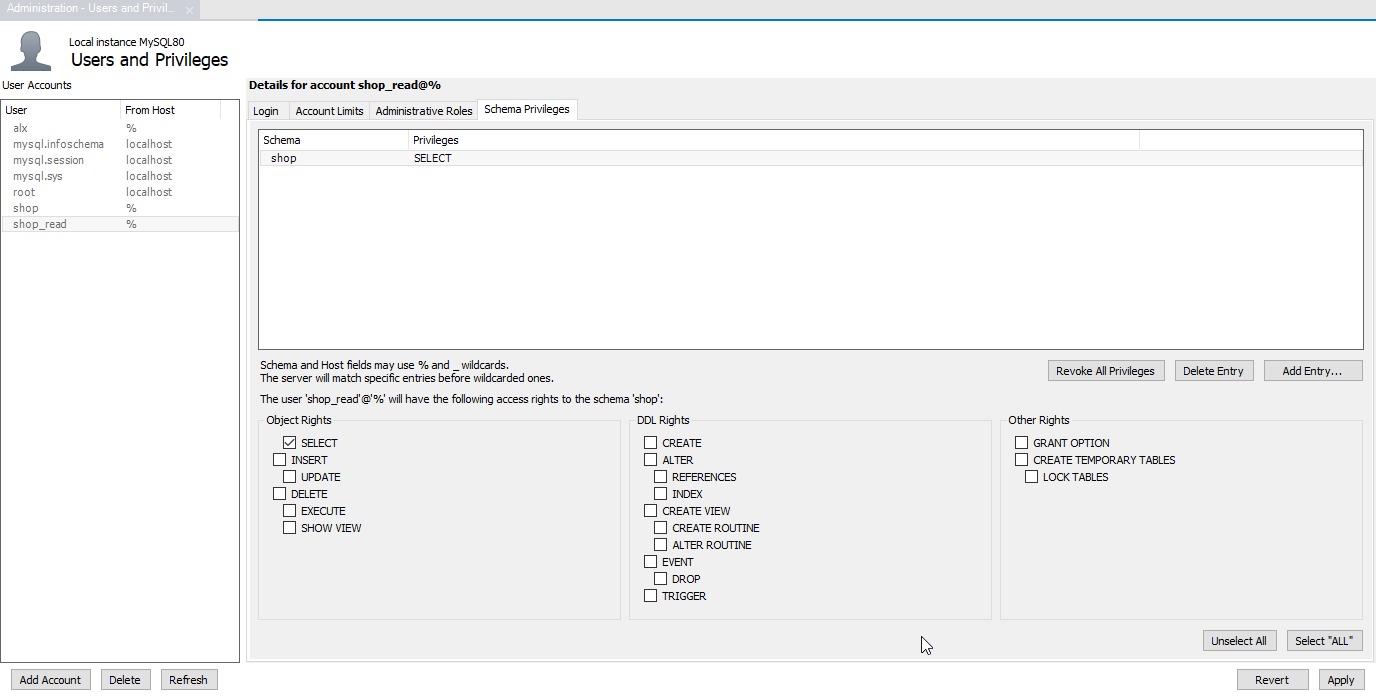 Administration - Users and Privil...
Local instance MySQL80
Users and Privileges
User Accounts
User From Host
alx %
mysql.infoschema localhost
mysql.session localhost
mysql.sys localhost
root localhost
shop %
shop_read %
Add Account Delete Refresh
Details for account shop_read@%
Login Account Limits Administrative Roles Schema Privileges
Schema Privileges
shop SELECT
Schema and Host fields may use % and _ wildcards.
The server will match specific entries before wildcarded ones.
Revoke All Privileges Delete Entry Add Entry...
The user 'shop_read'@'%' will have the following access rights to the schema 'shop':
Object Rights
SELECT
INSERT
UPDATE
DELETE
EXECUTE
SHOW VIEW
DDL Rights
CREATE
ALTER
REFERENCES
INDEX
CREATE VIEW
CREATE ROUTINE
ALTER ROUTINE
EVENT
DROP
TRIGGER
Other Rights
GRANT OPTION
CREATE TEMPORARY TABLES
LOCK TABLES
Unselect All Select "ALL"
Revert Apply